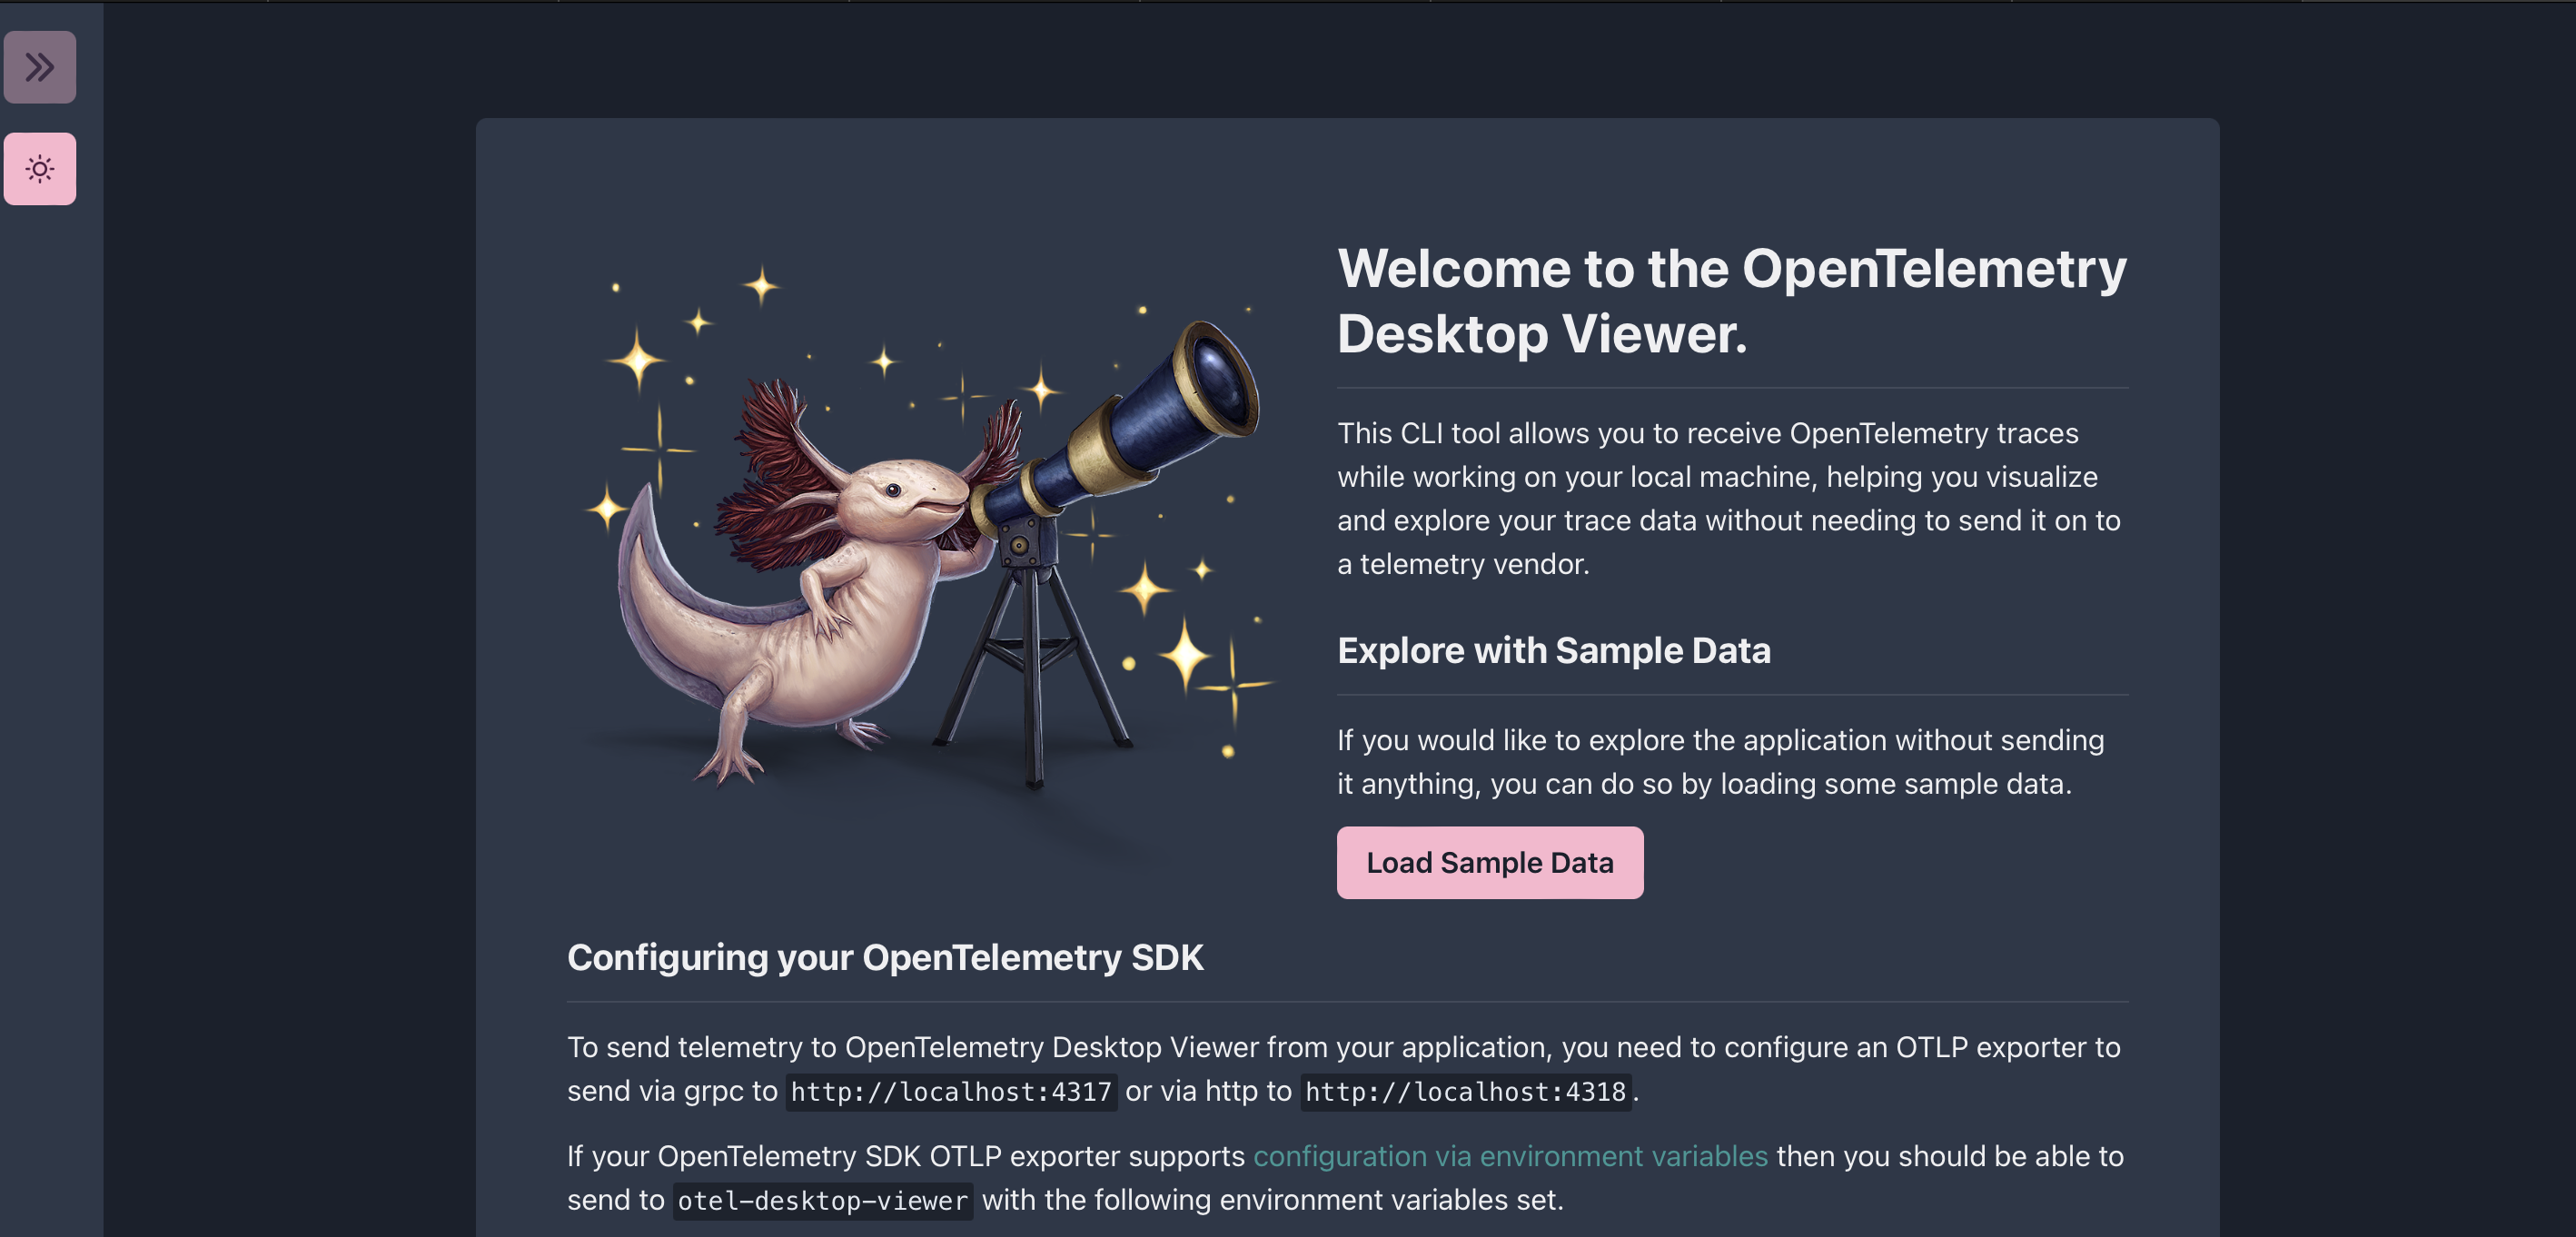 Welcome to the OpenTelemetry
Desktop Viewer.
This CLI tool allows you to receive OpenTelemetry traces
while working on your local machine, helping you visualize
and explore your trace data without needing to send it on to
a telemetry vendor.
Explore with Sample Data
If you would like to explore the application without sending
it anything, you can do so by loading some sample data.
Load Sample Data
Configuring your OpenTelemetry SDK
To send telemetry to OpenTelemetry Desktop Viewer from your application, you need to configure an OTLP exporter to
send via grpc to http://localhost:4317 or via http to http://localhost:4318.
If your OpenTelemetry SDK OTLP exporter supports configuration via environment variables then you should be able to
send to otel-desktop-viewer with the following environment variables set.